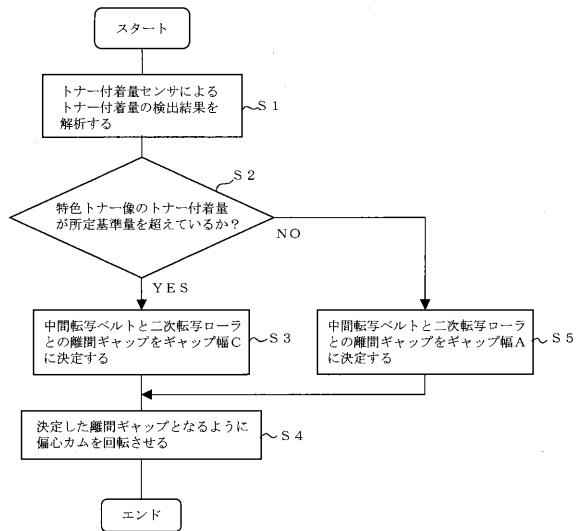 スタート
トナー付着量センサによる
トナー付着量の検出結果を
解析する
S1
S2
特色トナー像のトナー付着量
が所定基準量を超えているか？
NO
YES
中間転写ベルトと二次転写ローラ
との離間ギャップをギャップ幅C
に決定する
S3
中間転写ベルトと二次転写ローラ
との離間ギャップをギャップ幅A
に決定する
S5
決定した離間ギャップとなるように
偏心カムを回転させる
S4
エンド